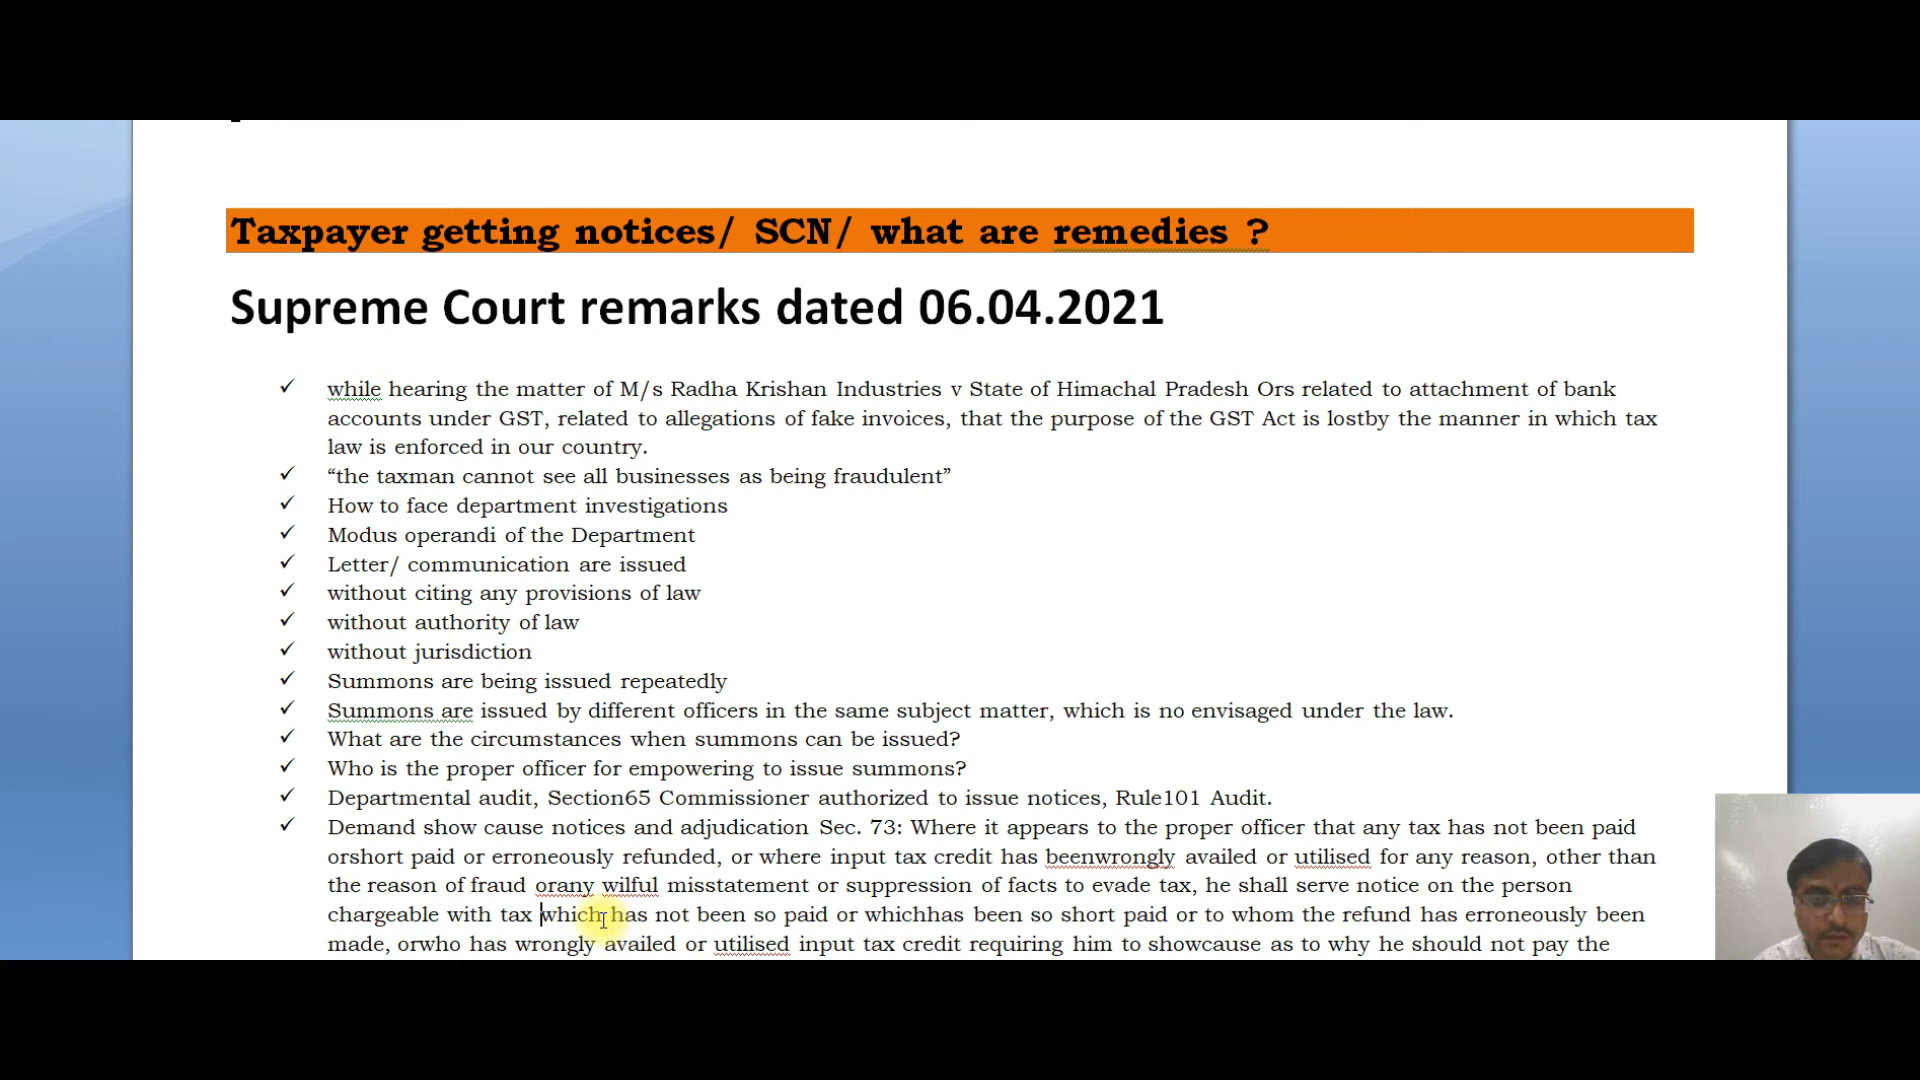 Taxpayer getting notices/ SCN/ what are remedies ?
Supreme Court remarks dated 06.04.2021
✓ while hearing the matter of M/s Radha Krishan Industries v State of Himachal Pradesh Ors related to attachment of bank
accounts under GST, related to allegations of fake invoices, that the purpose of the GST Act is lostby the manner in which tax
law is enforced in our country.
✓ “the taxman cannot see all businesses as being fraudulent”
✓ How to face department investigations
✓ Modus operandi of the Department
✓ Letter/ communication are issued
✓ without citing any provisions of law
✓ without authority of law
✓ without jurisdiction
✓ Summons are being issued repeatedly
✓ Summons are issued by different officers in the same subject matter, which is no envisaged under the law.
✓ What are the circumstances when summons can be issued?
✓ Who is the proper officer for empowering to issue summons?
✓ Departmental audit, Section65 Commissioner authorized to issue notices, Rule101 Audit.
✓ Demand show cause notices and adjudication Sec. 73: Where it appears to the proper officer that any tax has not been paid
orshort paid or erroneously refunded, or where input tax credit has beenwrongly availed or utilised for any reason, other than
the reason of fraud orany wilful misstatement or suppression of facts to evade tax, he shall serve notice on the person
chargeable with tax which has not been so paid or whichhas been so short paid or to whom the refund has erroneously been
made, orwho has wrongly availed or utilised input tax credit requiring him to showcause as to why he should not pay the